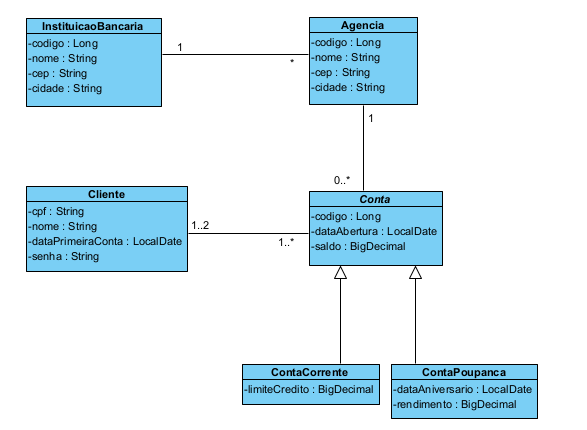 InstituicaoBancaria
-codigo : Long
-nome : String
-cep : String
-cidade : String
1
*
Agencia
-codigo : Long
-nome : String
-cep : String
-cidade : String
1
0..*
Cliente
-cpf : String
-nome : String
-dataPrimeiraConta : LocalDate
-senha : String
1..2
1..*
Conta
-codigo : Long
-dataAbertura : LocalDate
-saldo : BigDecimal
ContaCorrente
-limiteCredito : BigDecimal
ContaPoupanca
-dataAniversario : LocalDate
-rendimento : BigDecimal